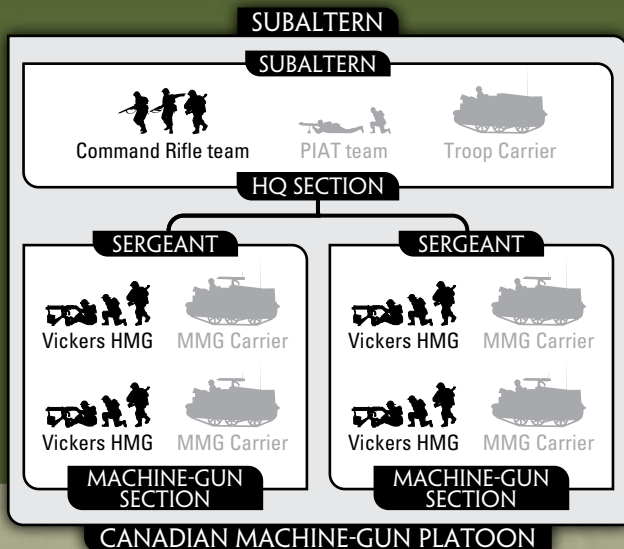 SUBALTERN
SUBALTERN
Command Rifle team PIAT team Troop Carrier
HQ SECTION
SERGEANT SERGEANT
Vickers HMG MMG Carrier Vickers HMG MMG Carrier
Vickers HMG MMG Carrier Vickers HMG MMG Carrier
MACHINE-GUN MACHINE-GUN
SECTION SECTION
CANADIAN MACHINE-GUN PLATOON